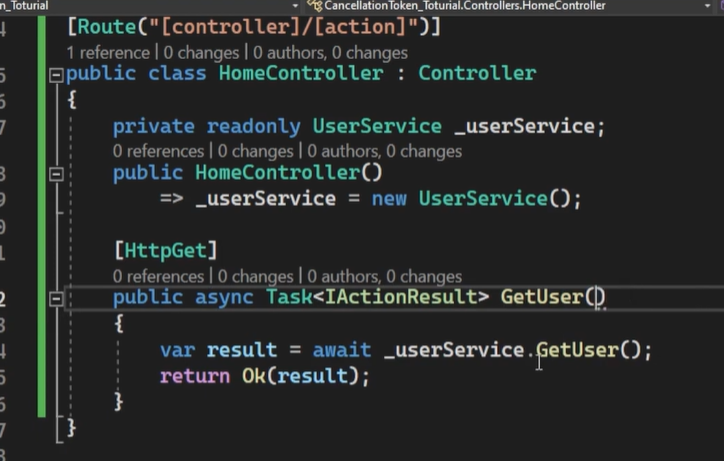 n_Toturial
CancellationToken_Toturial.Controllers.HomeController
[Route("[controller]/[action]")]
1 reference | 0 changes | 0 authors, 0 changes
public class HomeController : Controller
{
private readonly UserService _userService;
0 references | 0 changes | 0 authors, 0 changes
public HomeController()
=> _userService = new UserService();
[HttpGet]
0 references | 0 changes | 0 authors, 0 changes
public async Task<IActionResult> GetUser()
{
var result = await _userService.GetUser();
return Ok(result);
}
}